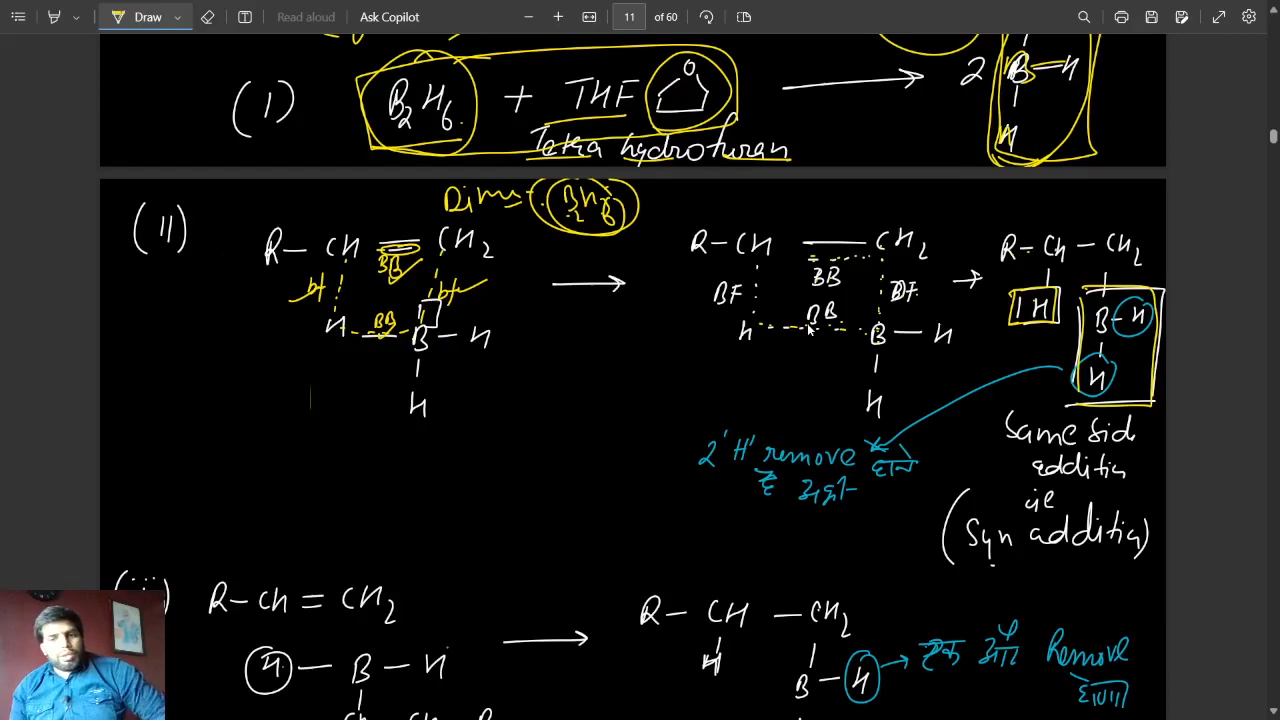 Draw
Read aloud
Ask Copilot
11 of 60
(I) B2H6 + THF O → 2 B H
H
Tetra hydrofuran
(II)
R — CH = CH2
BB
bf
bf
H BB B — H
H
R — CH — CH2
BB
BF BF
H BB B — H
H
R — CH — CH2
H B — H
H
2 'H' remove
Same side
addition
ie
(Syn addition)
(iii) R — CH = CH2
H — B — H
R — CH — CH2
H B — H
Remove